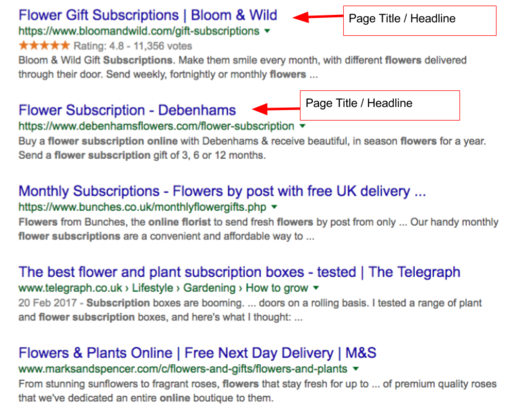 Flower Gift Subscriptions | Bloom & Wild
Page Title / Headline
https://www.bloomandwild.com/gift-subscriptions
Rating: 4.8 - 11,356 votes
Bloom & Wild Gift Subscriptions. Make them smile every month, with different flowers delivered
through their door. Send weekly, fortnightly or monthly flowers ...
Flower Subscription - Debenhams
Page Title / Headline
https://www.debenhamsflowers.com/flower-subscription
Buy a flower subscription online with Debenhams & receive beautiful, in season flowers for a year.
Send a flower subscription gift of 3, 6 or 12 months.
Monthly Subscriptions - Flowers by post with free UK delivery ...
https://www.bunches.co.uk/monthlyflowergifts.php
Flowers from Bunches, the online florist to send fresh flowers by post from only ... Our handy monthly
flower subscriptions are a convenient and affordable way to ...
The best flower and plant subscription boxes - tested | The Telegraph
www.telegraph.co.uk › Lifestyle › Gardening › How to grow
20 Feb 2017 - Subscription boxes are booming. ... doors on a rolling basis. I tested a range of plant
and flower subscription boxes, and here's what I thought: ...
Flowers & Plants Online | Free Next Day Delivery | M&S
www.marksandspencer.com/c/flowers-and-gifts/flowers-and-plants
From stunning sunflowers to fragrant roses, flowers that stay fresh for up to ... of premium quality roses
that we've dedicated an entire online boutique to them.